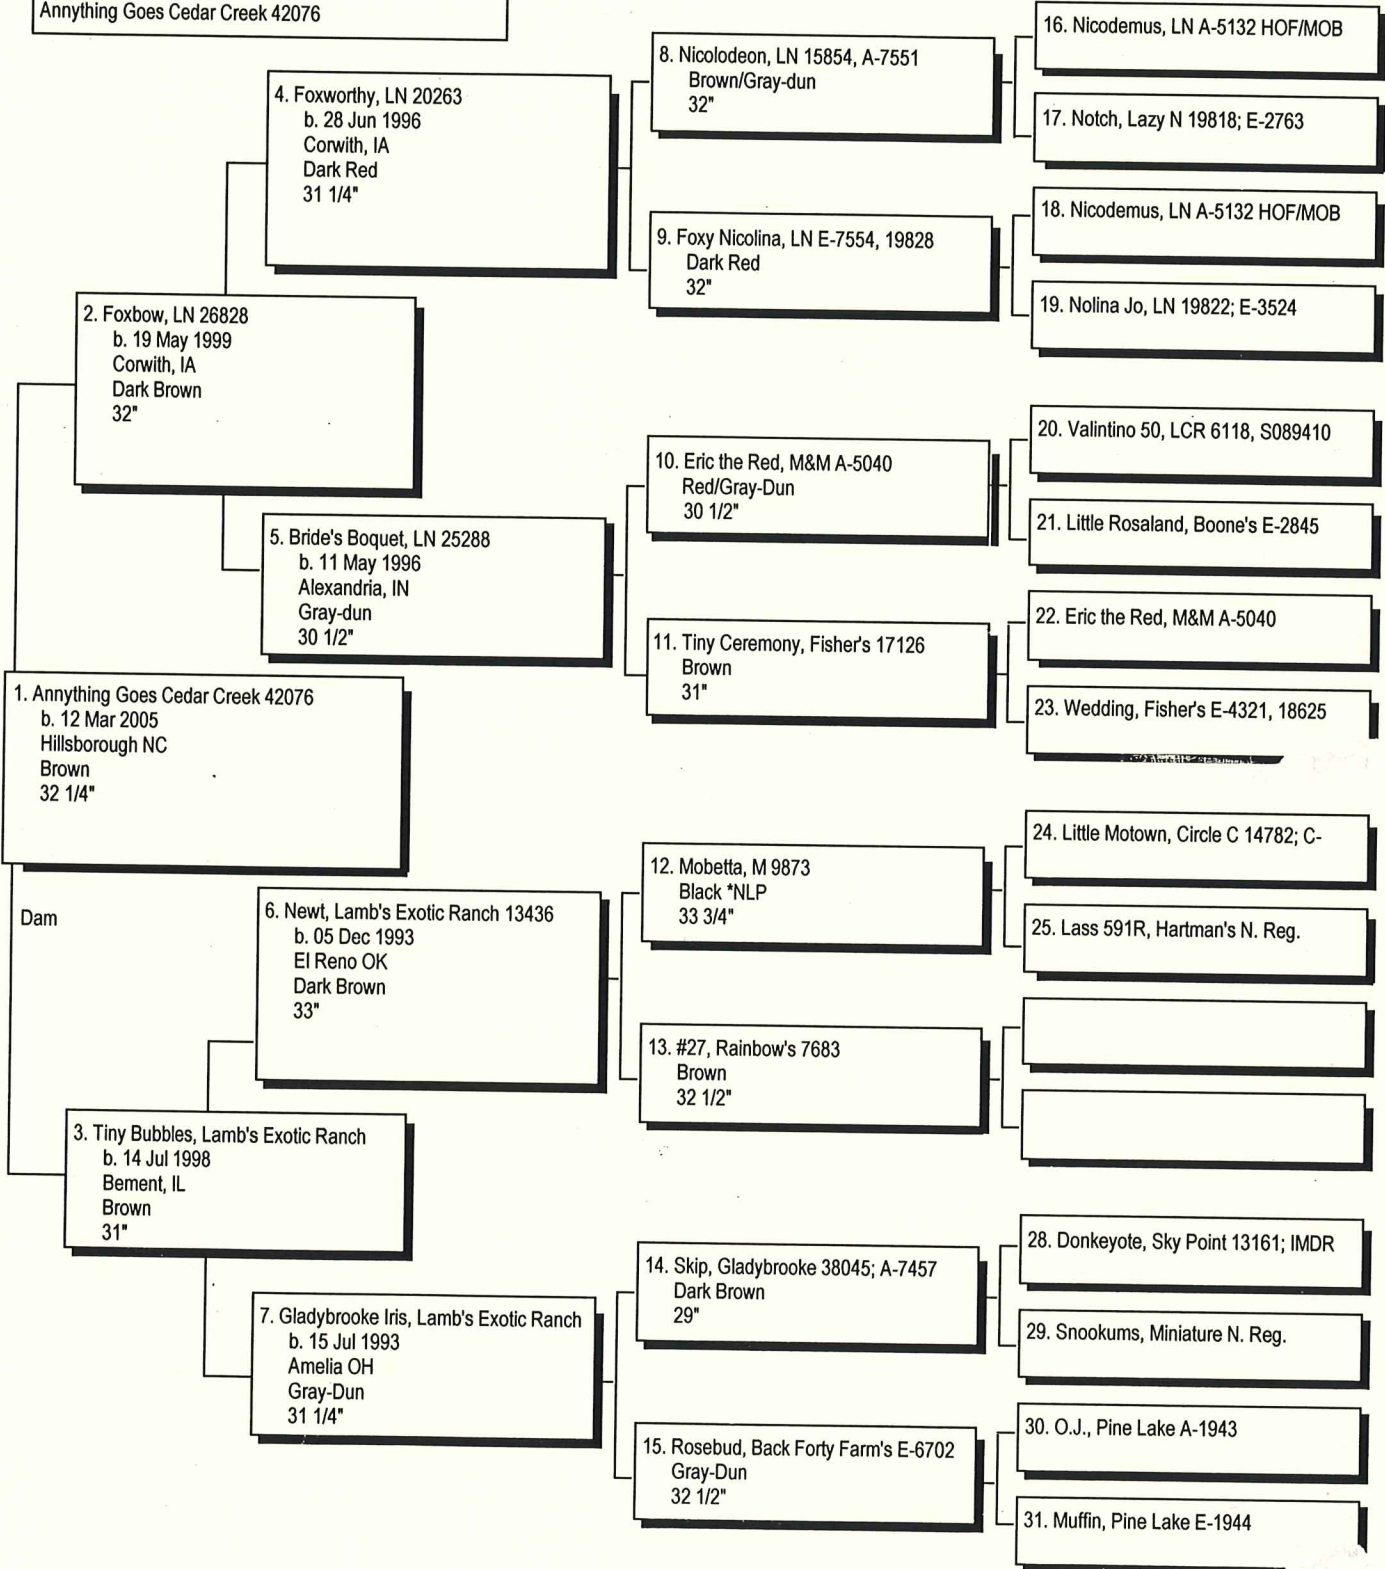 Annything Goes Cedar Creek 42076
1. Annything Goes Cedar Creek 42076
b. 12 Mar 2005
Hillsborough NC
Brown
32 1/4"
Dam
2. Foxbow, LN 26828
b. 19 May 1999
Corwith, IA
Dark Brown
32"
3. Tiny Bubbles, Lamb's Exotic Ranch
b. 14 Jul 1998
Bement, IL
Brown
31"
4. Foxworthy, LN 20263
b. 28 Jun 1996
Corwith, IA
Dark Red
31 1/4"
5. Bride's Boquet, LN 25288
b. 11 May 1996
Alexandria, IN
Gray-dun
30 1/2"
6. Newt, Lamb's Exotic Ranch 13436
b. 05 Dec 1993
El Reno OK
Dark Brown
33"
7. Gladybrooke Iris, Lamb's Exotic Ranch
b. 15 Jul 1993
Amelia OH
Gray-Dun
31 1/4"
8. Nicolodeon, LN 15854, A-7551
Brown/Gray-dun
32"
9. Foxy Nicolina, LN E-7554, 19828
Dark Red
32"
10. Eric the Red, M&M A-5040
Red/Gray-Dun
30 1/2"
11. Tiny Ceremony, Fisher's 17126
Brown
31"
12. Mobetta, M 9873
Black *NLP
33 3/4"
13. #27, Rainbow's 7683
Brown
32 1/2"
14. Skip, Gladybrooke 38045; A-7457
Dark Brown
29"
15. Rosebud, Back Forty Farm's E-6702
Gray-Dun
32 1/2"
16. Nicodemus, LN A-5132 HOF/MOB
17. Notch, Lazy N 19818; E-2763
18. Nicodemus, LN A-5132 HOF/MOB
19. Nolina Jo, LN 19822; E-3524
20. Valintino 50, LCR 6118, S089410
21. Little Rosaland, Boone's E-2845
22. Eric the Red, M&M A-5040
23. Wedding, Fisher's E-4321, 18625
24. Little Motown, Circle C 14782; C-
25. Lass 591R, Hartman's N. Reg.
28. Donkeyote, Sky Point 13161; IMDR
29. Snookums, Miniature N. Reg.
30. O.J., Pine Lake A-1943
31. Muffin, Pine Lake E-1944